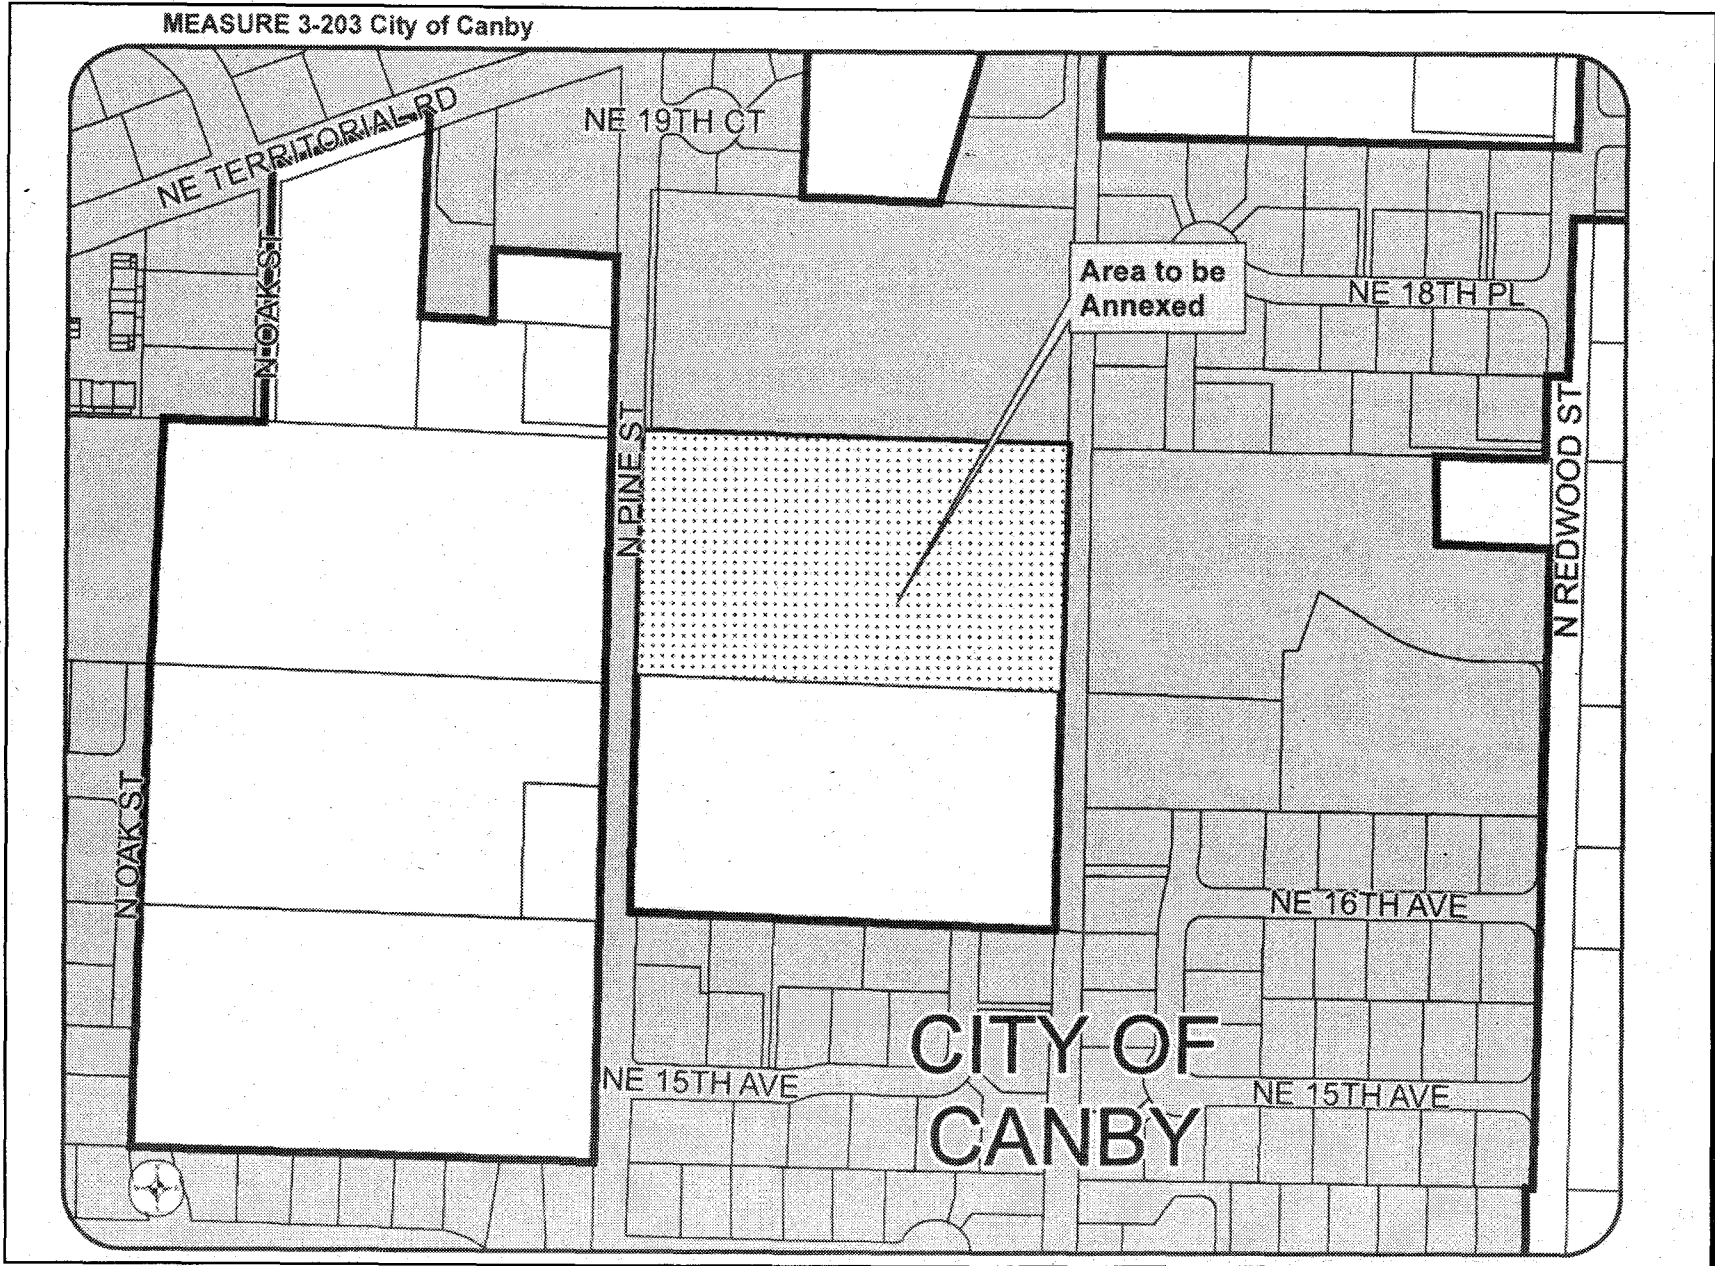 MEASURE 3-203 City of Canby
NE TERRITORIAL RD
NE 19TH CT
N OAK ST
Area to be
Annexed
NE 18TH PL
N PINE ST
N REDWOOD ST
N OAK ST
NE 16TH AVE
CITY OF
CANBY
NE 15TH AVE
NE 15TH AVE